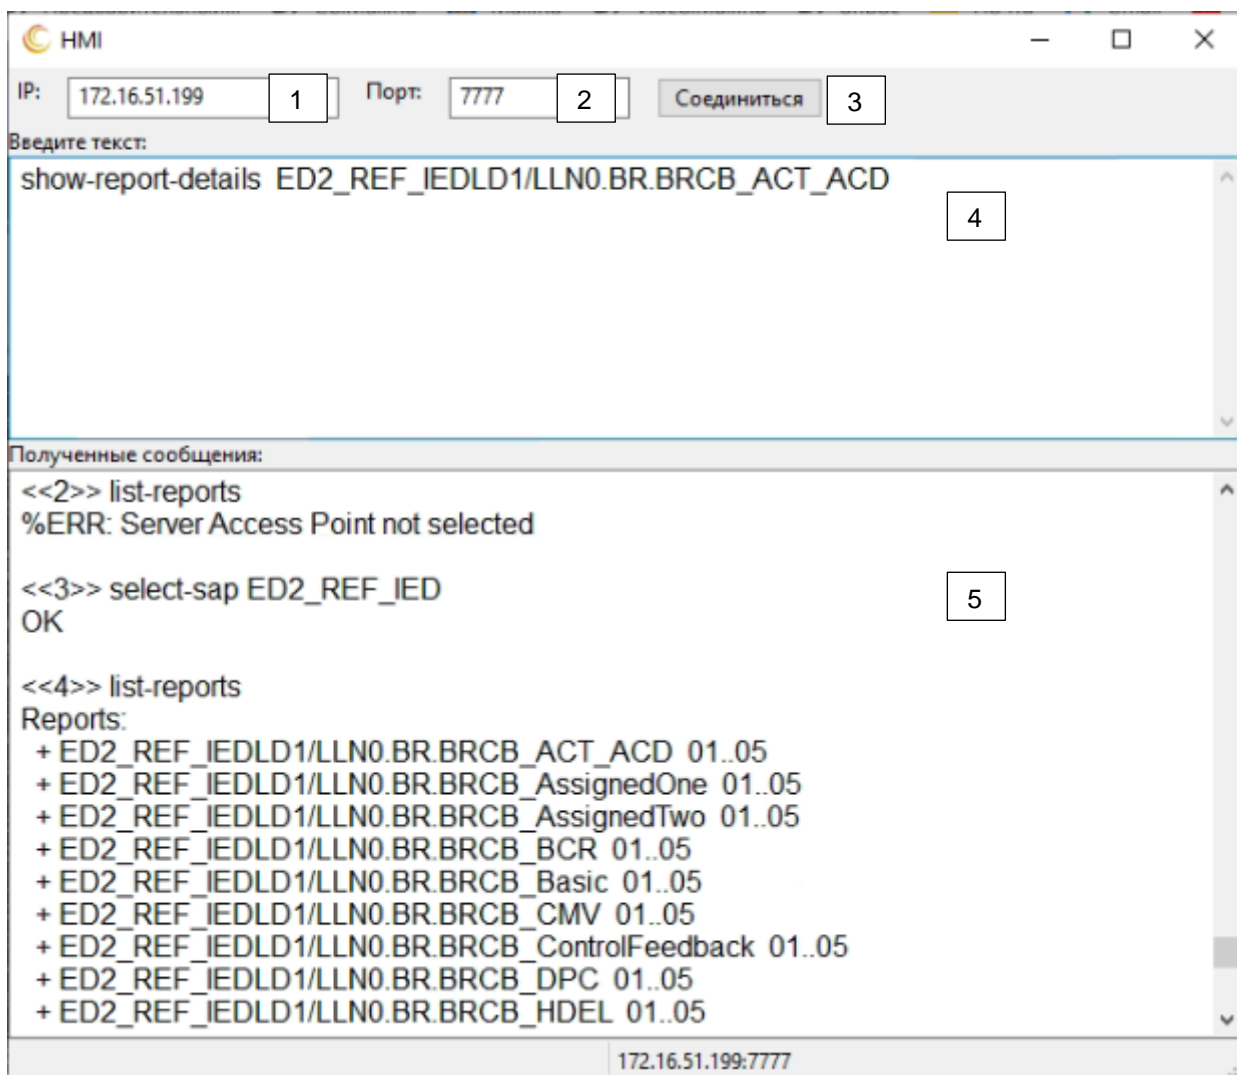 HMI
IP: 172.16.51.199 1 Порт: 7777 2 Соединиться 3
Введите текст:
show-report-details ED2_REF_IEDLD1/LLN0.BR.BRCB_ACT_ACD
4
Полученные сообщения:
<<2>> list-reports
%ERR: Server Access Point not selected
<<3>> select-sap ED2_REF_IED
5
OK
<<4>> list-reports
Reports:
+ ED2_REF_IEDLD1/LLN0.BR.BRCB_ACT_ACD 01..05
+ ED2_REF_IEDLD1/LLN0.BR.BRCB_AssignedOne 01..05
+ ED2_REF_IEDLD1/LLN0.BR.BRCB_AssignedTwo 01..05
+ ED2_REF_IEDLD1/LLN0.BR.BRCB_BCR 01..05
+ ED2_REF_IEDLD1/LLN0.BR.BRCB_Basic 01..05
+ ED2_REF_IEDLD1/LLN0.BR.BRCB_CMV 01..05
+ ED2_REF_IEDLD1/LLN0.BR.BRCB_ControlFeedback 01..05
+ ED2_REF_IEDLD1/LLN0.BR.BRCB_DPC 01..05
+ ED2_REF_IEDLD1/LLN0.BR.BRCB_HDEL 01..05
172.16.51.199:7777